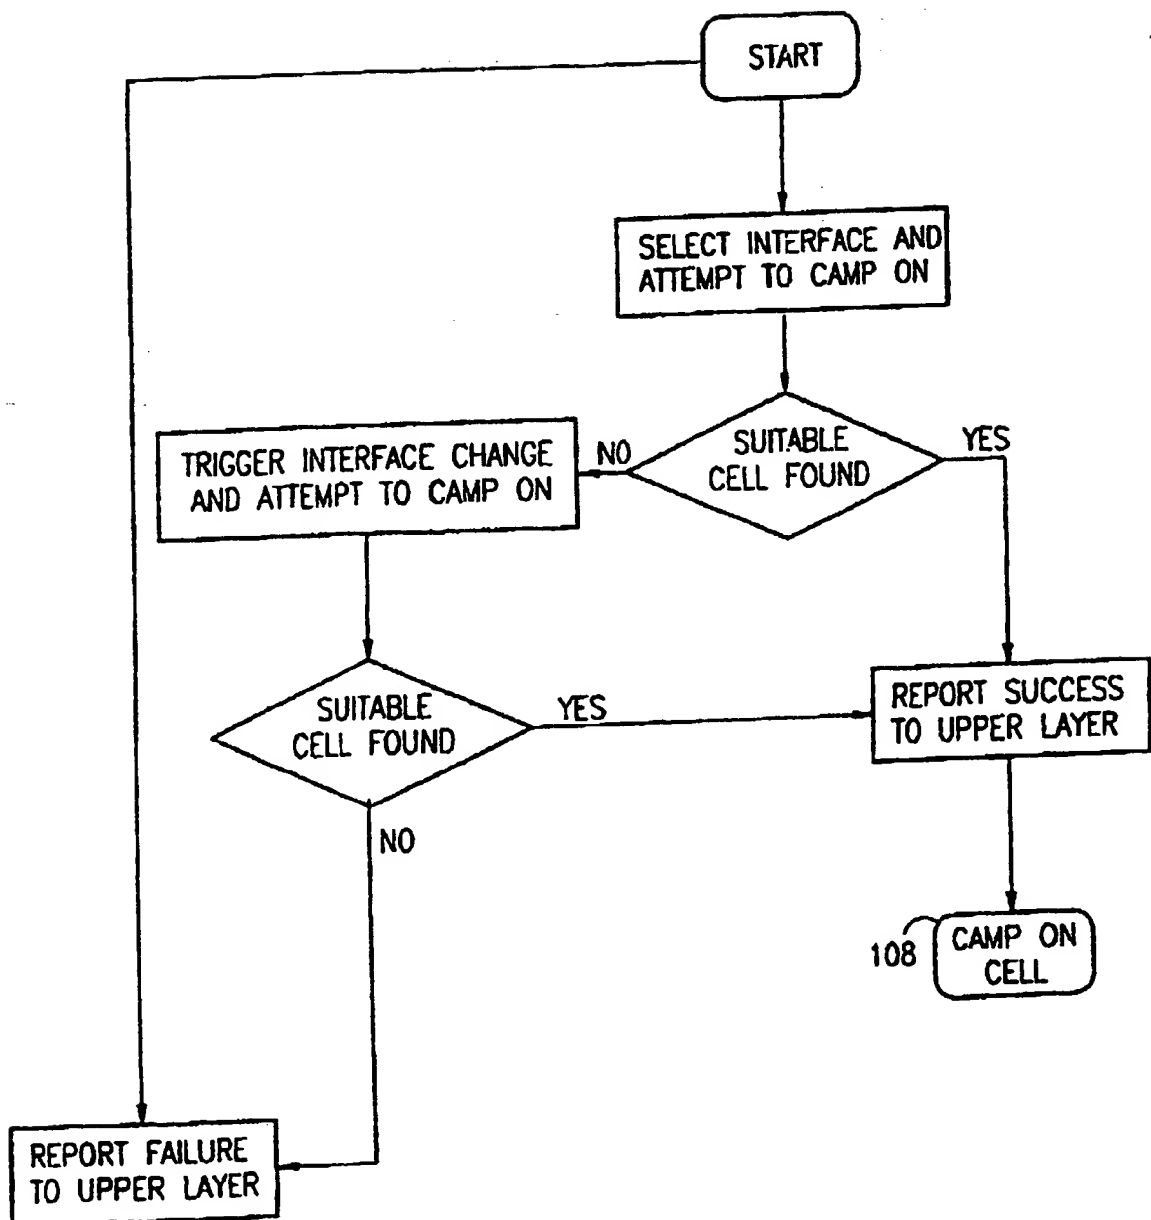 START
SELECT INTERFACE AND
ATTEMPT TO CAMP ON
SUITABLE
CELL FOUND
YES
NO
TRIGGER INTERFACE CHANGE
AND ATTEMPT TO CAMP ON
SUITABLE
CELL FOUND
YES
NO
REPORT SUCCESS
TO UPPER LAYER
108
CAMP ON
CELL
REPORT FAILURE
TO UPPER LAYER